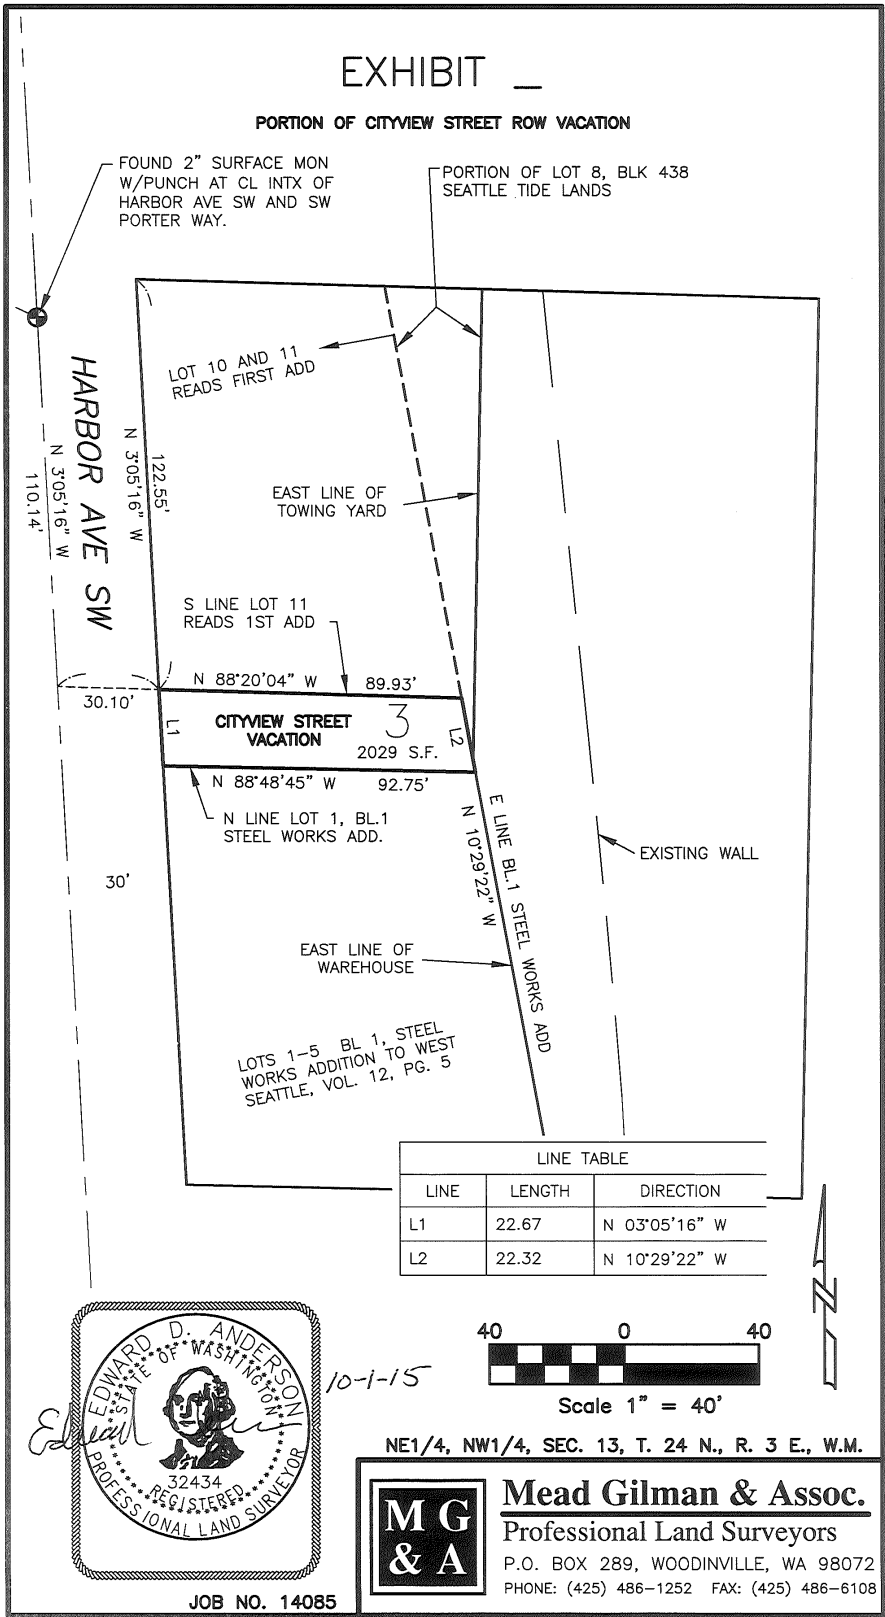 EXHIBIT _
PORTION OF CITYVIEW STREET ROW VACATION
FOUND 2" SURFACE MON
W/PUNCH AT CL INTX OF
HARBOR AVE SW AND SW
PORTER WAY.
PORTION OF LOT 8, BLK 438
SEATTLE TIDE LANDS
LOT 10 AND 11
READS FIRST ADD
HARBOR AVE SW
N 3°05'16" W
110.14'
122.55'
N 3°05'16" W
EAST LINE OF
TOWING YARD
S LINE LOT 11
READS 1ST ADD
N 88°20'04" W 89.93'
30.10'
L1
CITYVIEW STREET
VACATION
3
2029 S.F.
L2
N 88°48'45" W 92.75'
N LINE LOT 1, BL.1
STEEL WORKS ADD.
E LINE BL.1 STEEL WORKS ADD
N 10°29'22" W
EXISTING WALL
30'
EAST LINE OF
WAREHOUSE
LOTS 1-5 BL 1, STEEL
WORKS ADDITION TO WEST
SEATTLE, VOL. 12, PG. 5
LINE TABLE
LINE LENGTH DIRECTION
L1 22.67 N 03°05'16" W
L2 22.32 N 10°29'22" W
N
40 0 40
Scale 1" = 40'
EDWARD D. ANDERSON
STATE OF WASHINGTON
32434
REGISTERED
PROFESSIONAL LAND SURVEYOR
10-1-15
NE1/4, NW1/4, SEC. 13, T. 24 N., R. 3 E., W.M.
M G
& A
Mead Gilman & Assoc.
Professional Land Surveyors
P.O. BOX 289, WOODINVILLE, WA 98072
PHONE: (425) 486-1252 FAX: (425) 486-6108
JOB NO. 14085